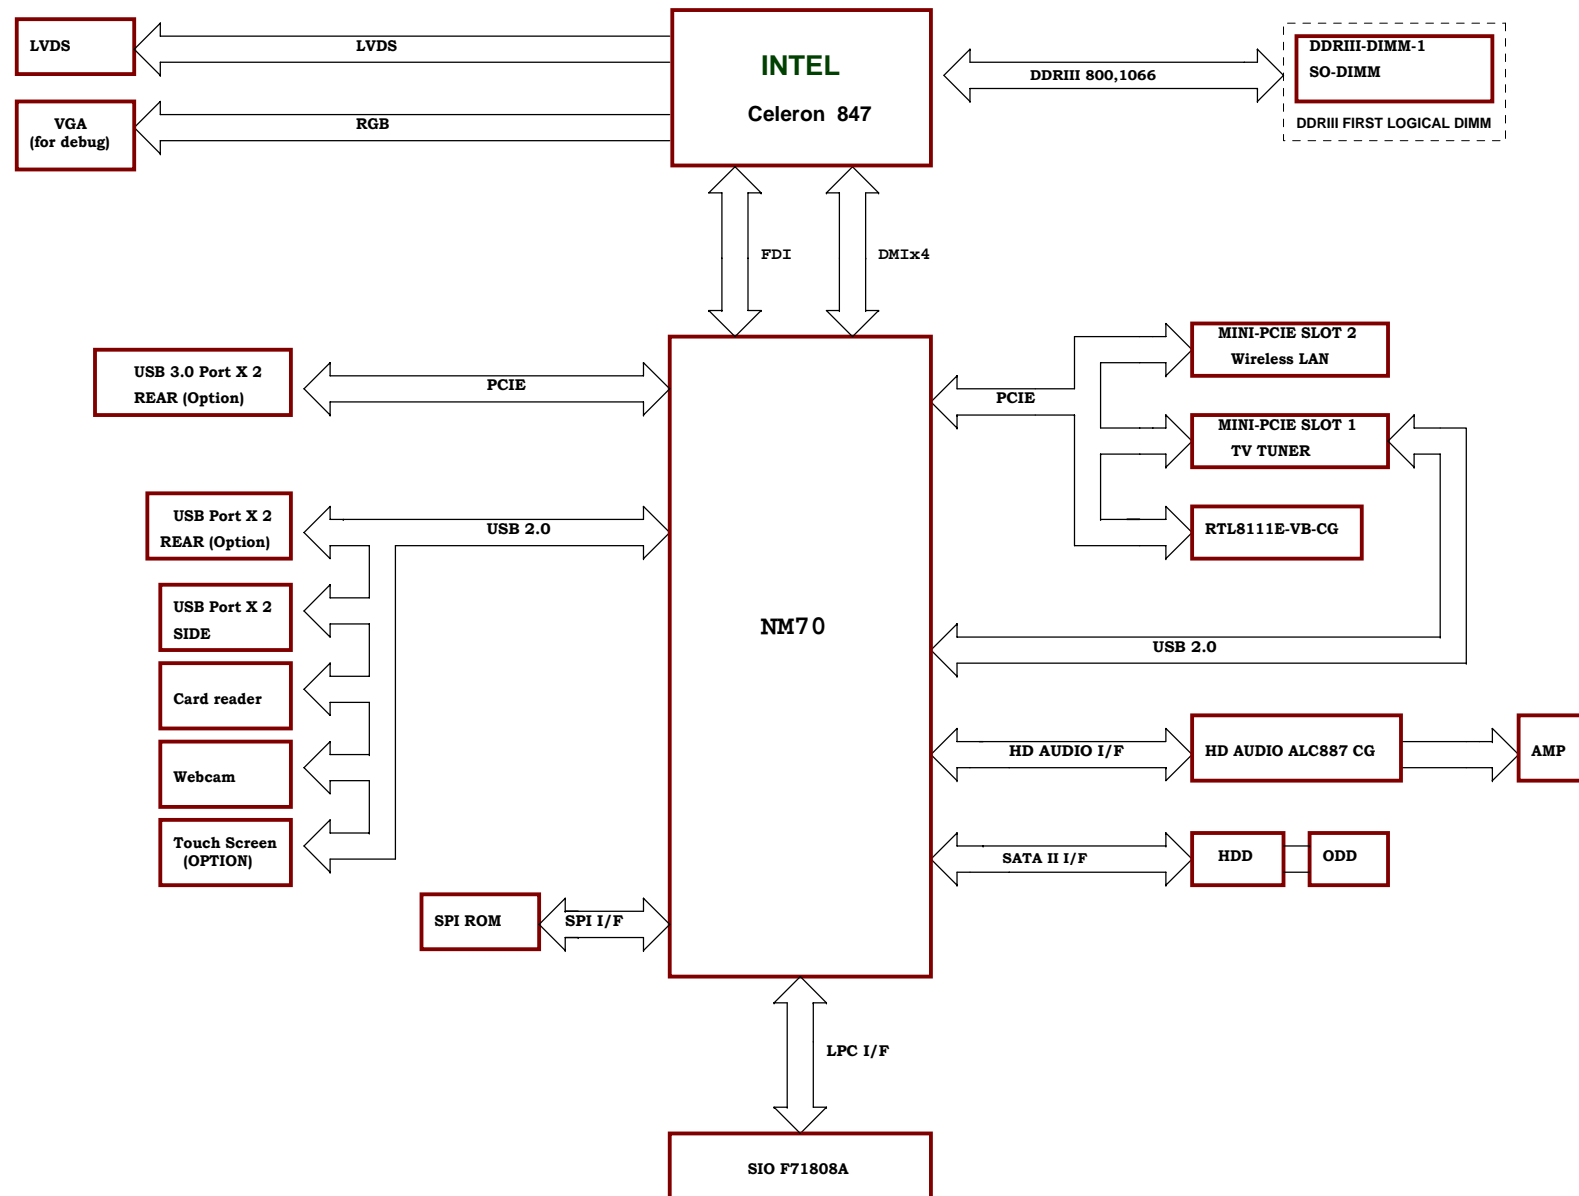 LVDS
LVDS
INTEL
Celeron 847
DDRIII 800,1066
DDRIII-DIMM-1
SO-DIMM
DDRIII FIRST LOGICAL DIMM
VGA
(for debug)
RGB
FDI
DMIx4
USB 3.0 Port X 2
REAR (Option)
PCIE
PCIE
MINI-PCIE SLOT 2
Wireless LAN
MINI-PCIE SLOT 1
TV TUNER
RTL8111E-VB-CG
USB Port X 2
REAR (Option)
USB 2.0
USB Port X 2
SIDE
NM70
USB 2.0
Card reader
Webcam
HD AUDIO I/F
HD AUDIO ALC887 CG
AMP
Touch Screen
(OPTION)
SATA II I/F
HDD
ODD
SPI ROM
SPI I/F
LPC I/F
SIO F71808A